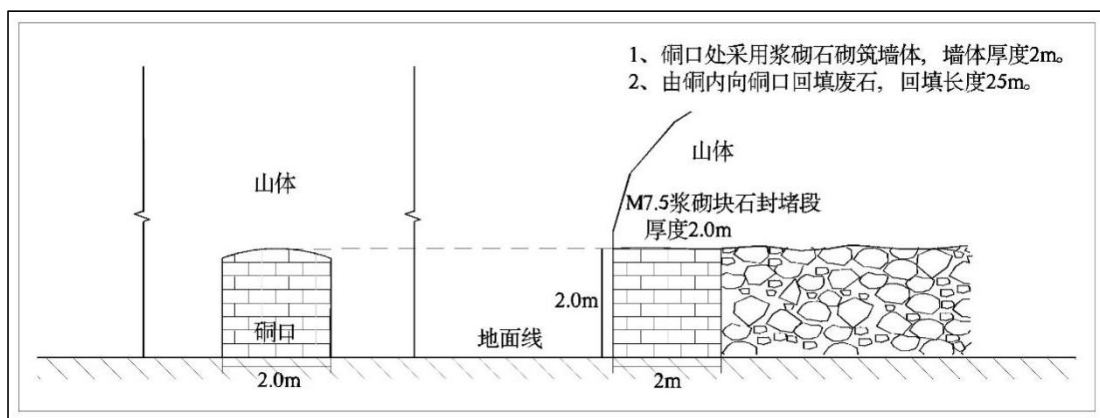 1、硐口处采用浆砌石砌筑墙体，墙体厚度2m。
2、由硐内向硐口回填废石，回填长度25m。
山体
山体
M7.5浆砌块石封堵段
厚度2.0m
2.0m
硐口
地面线
2.0m
2m